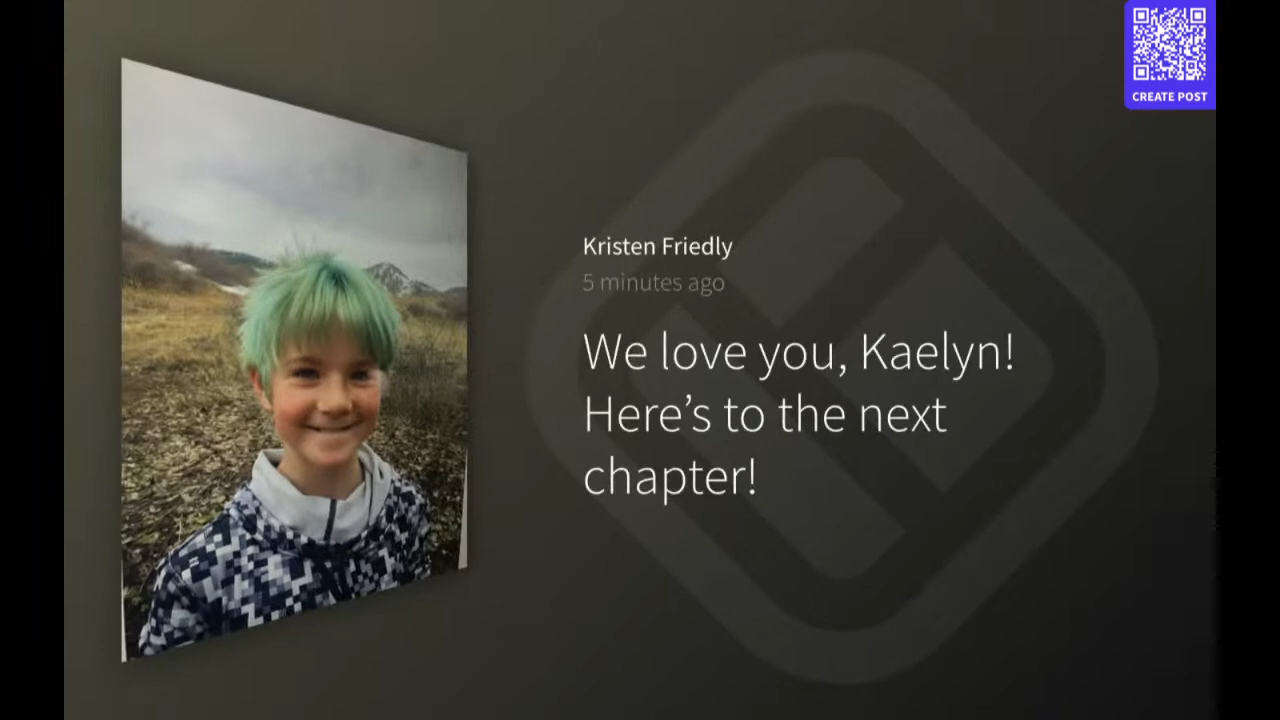 CREATE POST
Kristen Friedly
5 minutes ago
We love you, Kaelyn!
Here’s to the next
chapter!